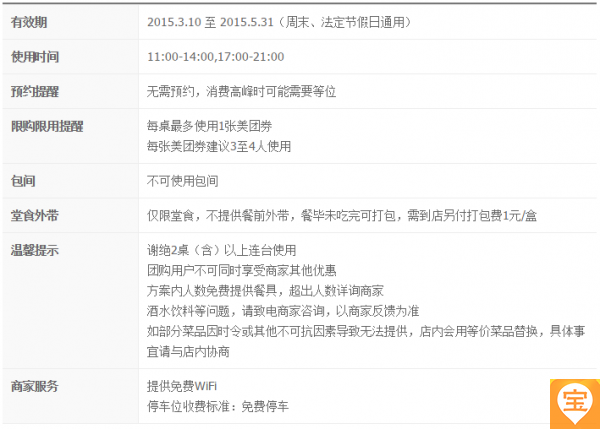 有效期 2015.3.10 至 2015.5.31（周末、法定节假日通用）
使用时间 11:00-14:00,17:00-21:00
预约提醒 无需预约，消费高峰时可能需要等位
限购限用提醒 每桌最多使用1张美团券
每张美团券建议3至4人使用
包间 不可使用包间
堂食外带 仅限堂食，不提供餐前外带，餐毕未吃完可打包，需到店另付打包费1元/盒
温馨提示 谢绝2桌（含）以上连台使用
团购用户不可同时享受商家其他优惠
方案内人数免费提供餐具，超出人数详询商家
酒水饮料等问题，请致电商家咨询，以商家反馈为准
如部分菜品因时令或其他不可抗因素导致无法提供，店内会用等价菜品替换，具体事
宜请与店内协商
商家服务 提供免费WiFi
停车位收费标准：免费停车
宝